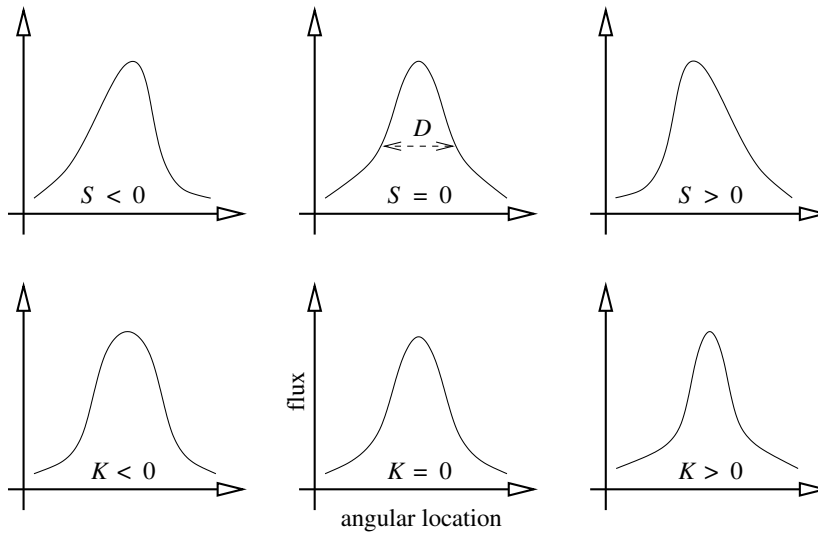 S < 0
D
S = 0
S > 0
flux
K < 0
K = 0
K > 0
angular location